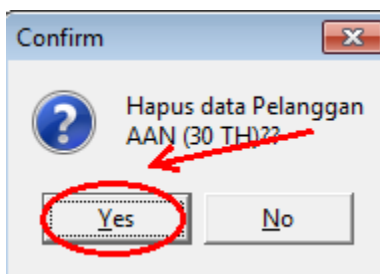 Confirm
Hapus data Pelanggan
AAN (30 TH)??
Yes
No